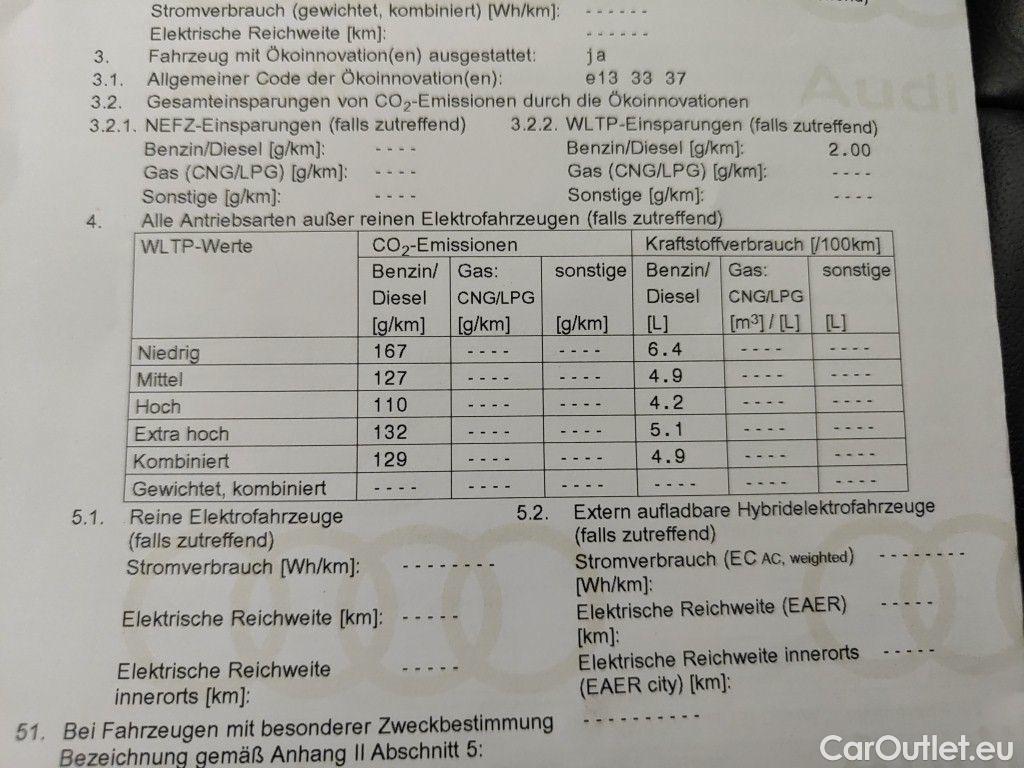 Stromverbrauch (gewichtet, kombiniert) [Wh/km]: - - - - - -
Elektrische Reichweite [km]: - - - - - -
3. Fahrzeug mit Ökoinnovation(en) ausgestattet: ja
3.1. Allgemeiner Code der Ökoinnovation(en): e13 33 37
3.2. Gesamteinsparungen von CO₂-Emissionen durch die Ökoinnovationen
3.2.1. NEFZ-Einsparungen (falls zutreffend) 3.2.2. WLTP-Einsparungen (falls zutreffend)
Benzin/Diesel [g/km]: - - - - Benzin/Diesel [g/km]: 2.00
Gas (CNG/LPG) [g/km]: - - - - Gas (CNG/LPG) [g/km]: - - - -
Sonstige [g/km]: - - - - Sonstige [g/km]: - - - -
Audi
4. Alle Antriebsarten außer reinen Elektrofahrzeugen (falls zutreffend)
WLTP-Werte CO₂-Emissionen Kraftstoffverbrauch [/100km]
Benzin/ Gas: sonstige Benzin/ Gas: sonstige
Diesel CNG/LPG Diesel CNG/LPG
[g/km] [g/km] [g/km] [L] [m³] / [L] [L]
Niedrig 167 - - - - - - - - 6.4 - - - - - - - -
Mittel 127 - - - - - - - - 4.9 - - - - - - - -
Hoch 110 - - - - - - - - 4.2 - - - - - - - -
Extra hoch 132 - - - - - - - - 5.1 - - - - - - - -
Kombiniert 129 - - - - - - - - 4.9 - - - - - - - -
Gewichtet, kombiniert - - - - - - - - - - - - - - - - - - - - - - - -
5.1. Reine Elektrofahrzeuge 5.2. Extern aufladbare Hybridelektrofahrzeuge
(falls zutreffend) (falls zutreffend)
Stromverbrauch [Wh/km]: - - - - - - - - Stromverbrauch (EC AC, weighted) - - - - - - - -
[Wh/km]:
Elektrische Reichweite [km]: - - - - - Elektrische Reichweite (EAER) - - - - -
[km]:
Elektrische Reichweite - - - - - Elektrische Reichweite innerorts - - - - -
innerorts [km]: (EAER city) [km]:
51. Bei Fahrzeugen mit besonderer Zweckbestimmung - - - - - - - - - -
Bezeichnung gemäß Anhang II Abschnitt 5:
CarOutlet.eu